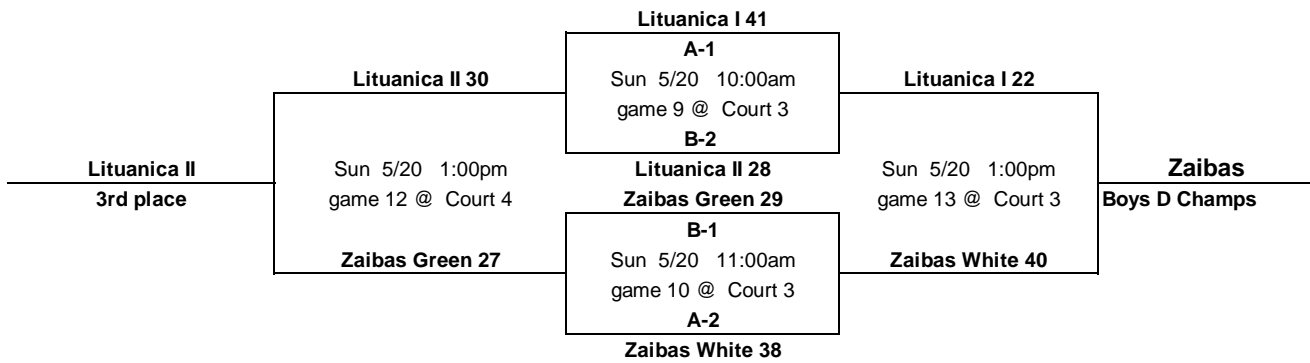 Lituanica I 41
A-1
Lituanica II 30
Sun 5/20 10:00am
Lituanica I 22
game 9 @ Court 3
B-2
Lituanica II
Sun 5/20 1:00pm
Lituanica II 28
Sun 5/20 1:00pm
Zaibas
3rd place
game 12 @ Court 4
Zaibas Green 29
game 13 @ Court 3
Boys D Champs
B-1
Zaibas Green 27
Sun 5/20 11:00am
Zaibas White 40
game 10 @ Court 3
A-2
Zaibas White 38